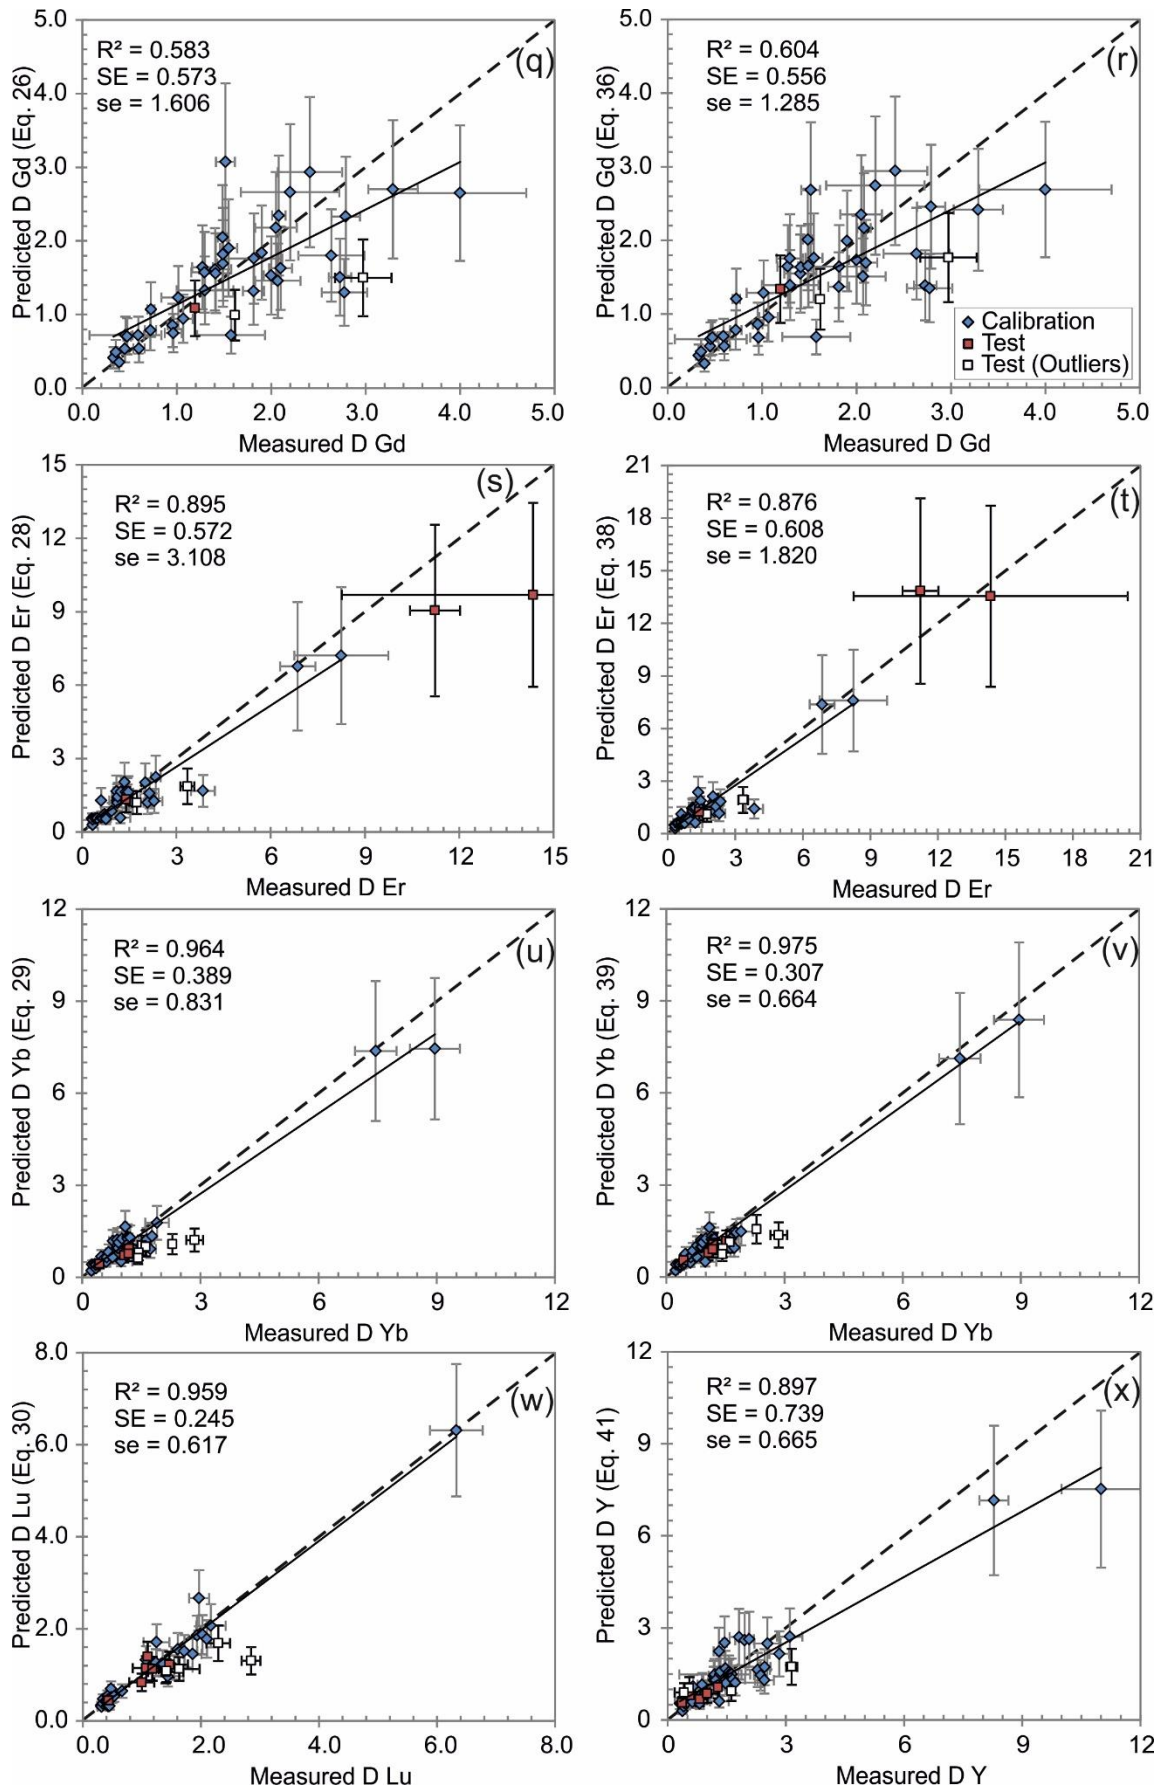 R² = 0.583
SE = 0.573
se = 1.606
(q)
Predicted D Gd (Eq. 26)
5.0
4.0
3.0
2.0
1.0
0.0
0.0 1.0 2.0 3.0 4.0 5.0
Measured D Gd
R² = 0.604
SE = 0.556
se = 1.285
(r)
Predicted D Gd (Eq. 36)
5.0
4.0
3.0
2.0
1.0
0.0
0.0 1.0 2.0 3.0 4.0 5.0
Measured D Gd
Calibration
Test
Test (Outliers)
R² = 0.895
SE = 0.572
se = 3.108
(s)
Predicted D Er (Eq. 28)
15
12
9
6
3
0
0 3 6 9 12 15
Measured D Er
R² = 0.876
SE = 0.608
se = 1.820
(t)
Predicted D Er (Eq. 38)
21
18
15
12
9
6
3
0
0 3 6 9 12 15 18 21
Measured D Er
R² = 0.964
SE = 0.389
se = 0.831
(u)
Predicted D Yb (Eq. 29)
12
9
6
3
0
0 3 6 9 12
Measured D Yb
R² = 0.975
SE = 0.307
se = 0.664
(v)
Predicted D Yb (Eq. 39)
12
9
6
3
0
0 3 6 9 12
Measured D Yb
R² = 0.959
SE = 0.245
se = 0.617
(w)
Predicted D Lu (Eq. 30)
8.0
6.0
4.0
2.0
0.0
0.0 2.0 4.0 6.0 8.0
Measured D Lu
R² = 0.897
SE = 0.739
se = 0.665
(x)
Predicted D Y (Eq. 41)
12
9
6
3
0
0 3 6 9 12
Measured D Y